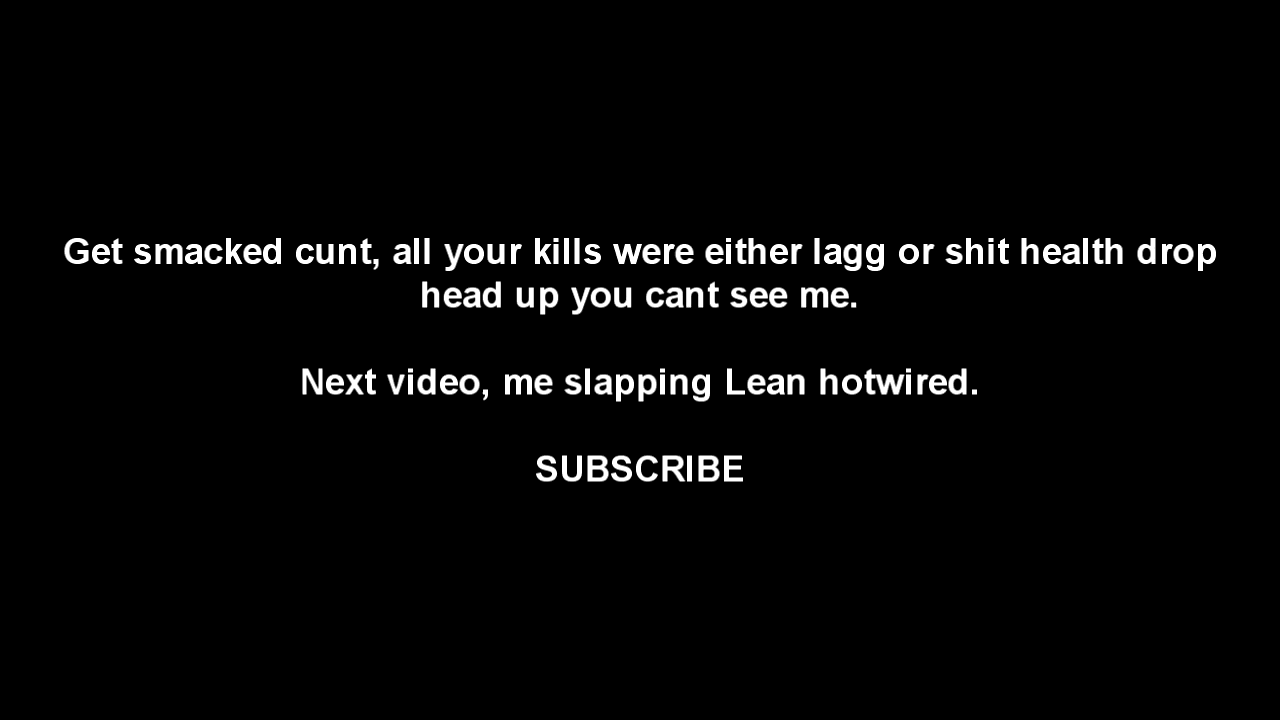 Get smacked cunt, all your kills were either lagg or shit health drop
head up you cant see me.
Next video, me slapping Lean hotwired.
SUBSCRIBE